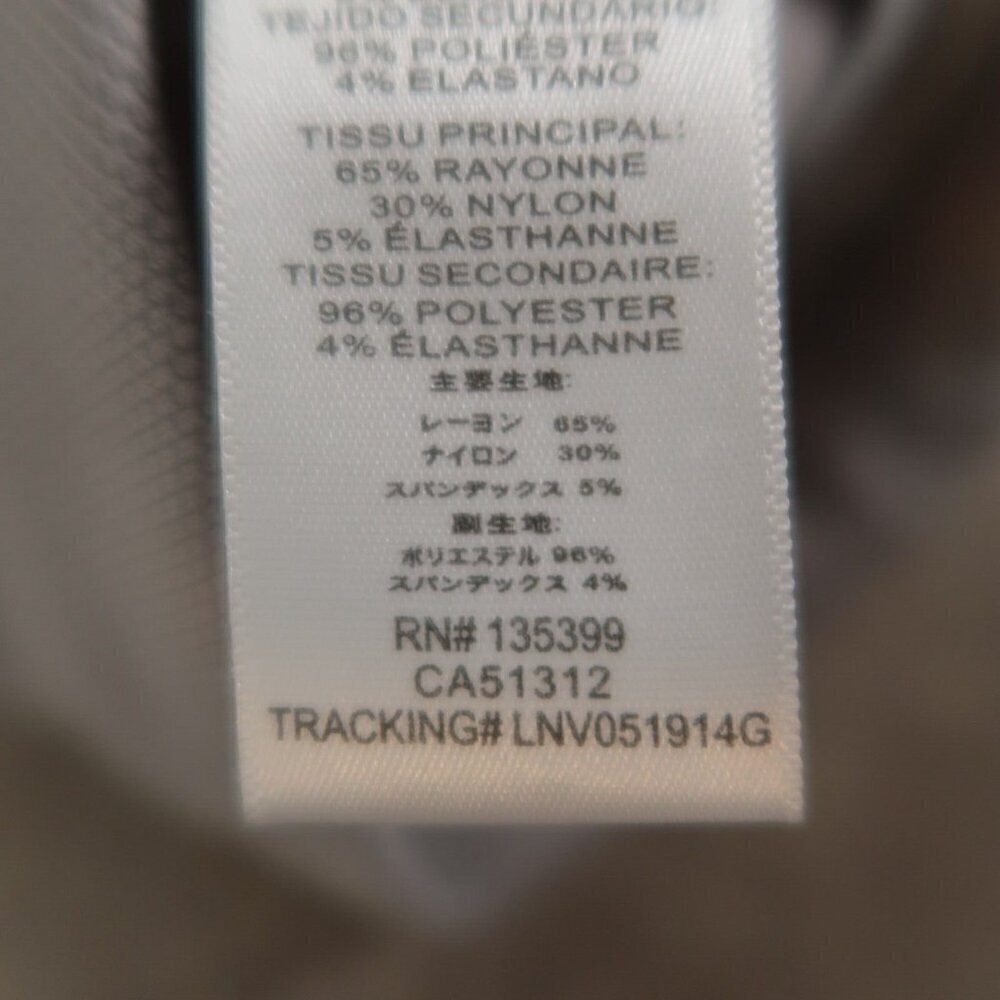 TEJIDO SECUNDARIO:
96% POLIÉSTER
4% ELASTANO
TISSU PRINCIPAL:
65% RAYONNE
30% NYLON
5% ÉLASTHANNE
TISSU SECONDAIRE:
96% POLYESTER
4% ÉLASTHANNE
主要生地:
レーヨン 65%
ナイロン 30%
スパンデックス 5%
副生地:
ポリエステル 96%
スパンデックス 4%
RN# 135399
CA51312
TRACKING# LNV051914G